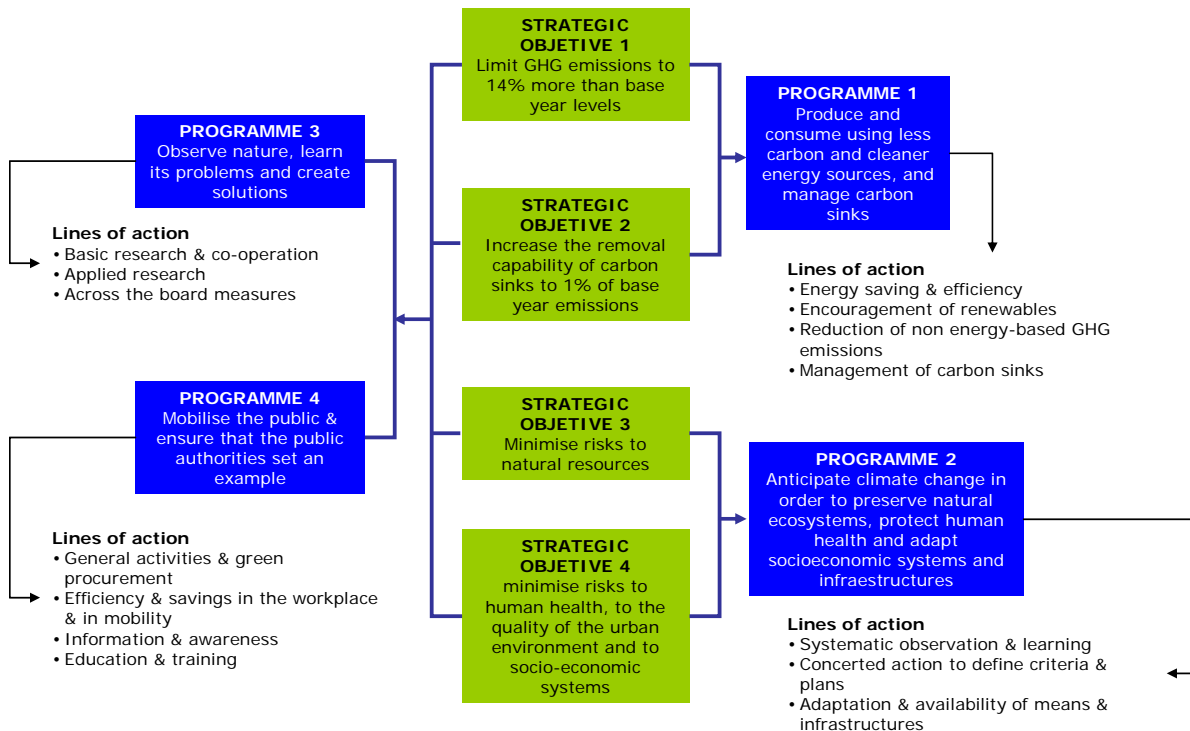 STRATEGIC
OBJETIVE 1
Limit GHG emissions to
14% more than base
year levels
PROGRAMME 1
Produce and
consume using less
carbon and cleaner
energy sources, and
manage carbon
sinks
PROGRAMME 3
Observe nature, learn
its problems and create
solutions
STRATEGIC
OBJETIVE 2
Increase the removal
capability of carbon
sinks to 1% of base
year emissions
Lines of action
• Basic research & co-operation
• Applied research
• Across the board measures
Lines of action
• Energy saving & efficiency
• Encouragement of renewables
• Reduction of non energy-based GHG
emissions
• Management of carbon sinks
PROGRAMME 4
Mobilise the public &
ensure that the public
authorities set an
example
STRATEGIC
OBJETIVE 3
Minimise risks to
natural resources
PROGRAMME 2
Anticipate climate change in
order to preserve natural
ecosystems, protect human
health and adapt
socioeconomic systems and
infraestructures
Lines of action
• General activities & green
procurement
• Efficiency & savings in the workplace
& in mobility
• Information & awareness
• Education & training
STRATEGIC
OBJETIVE 4
minimise risks to
human health, to the
quality of the urban
environment and to
socio-economic
systems
Lines of action
• Systematic observation & learning
• Concerted action to define criteria &
plans
• Adaptation & availability of means &
infrastructures